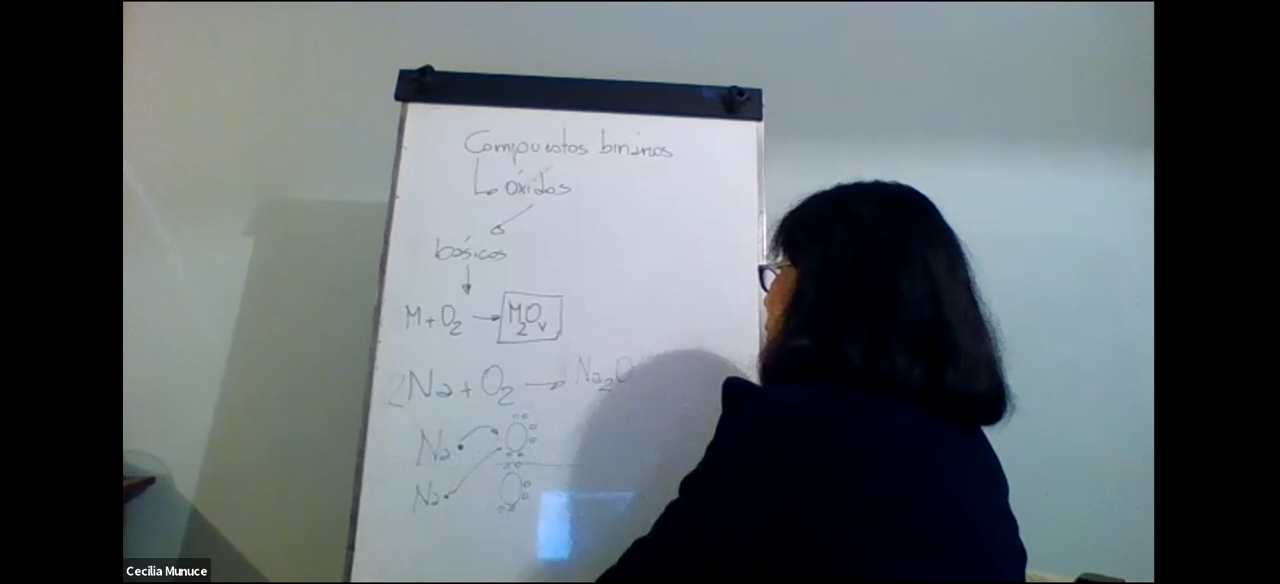 Compuestos binarios
óxidos
básicos
M + O₂ → M₂Oᵥ
2Na + O₂ → Na₂O
Na O
Na O
Cecilia Munuce